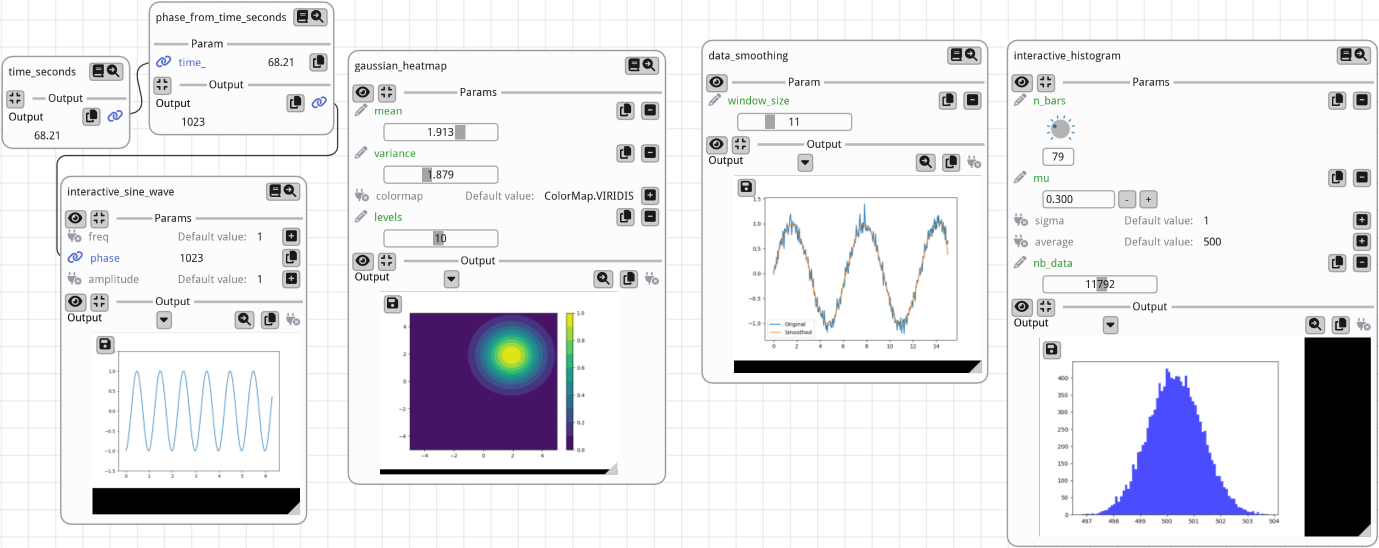 time_seconds
Output
Output
68.21
phase_from_time_seconds
Param
time_ 68.21
Output
Output
1023
interactive_sine_wave
Params
freq Default value: 1
phase 1023
amplitude Default value: 1
Output
Output
1.0
0.5
0.0
-0.5
-1.0
-1.5
0 1 2 3 4 5 6
gaussian_heatmap
Params
mean
1.913
variance
1.879
colormap Default value: ColorMap.VIRIDIS
levels
10
Output
Output
4
2
0
−2
−4
−4 −2 0 2 4
1.0
0.8
0.6
0.4
0.2
0.0
data_smoothing
Param
window_size
11
Output
Output
1.5
1.0
0.5
0.0
−0.5
−1.0
Original
Smoothed
0 2 4 6 8 10 12 14
interactive_histogram
Params
n_bars
79
mu
0.300 - +
sigma Default value: 1
average Default value: 500
nb_data
11792
Output
Output
400
350
300
250
200
150
100
50
0
497 498 499 500 501 502 503 504